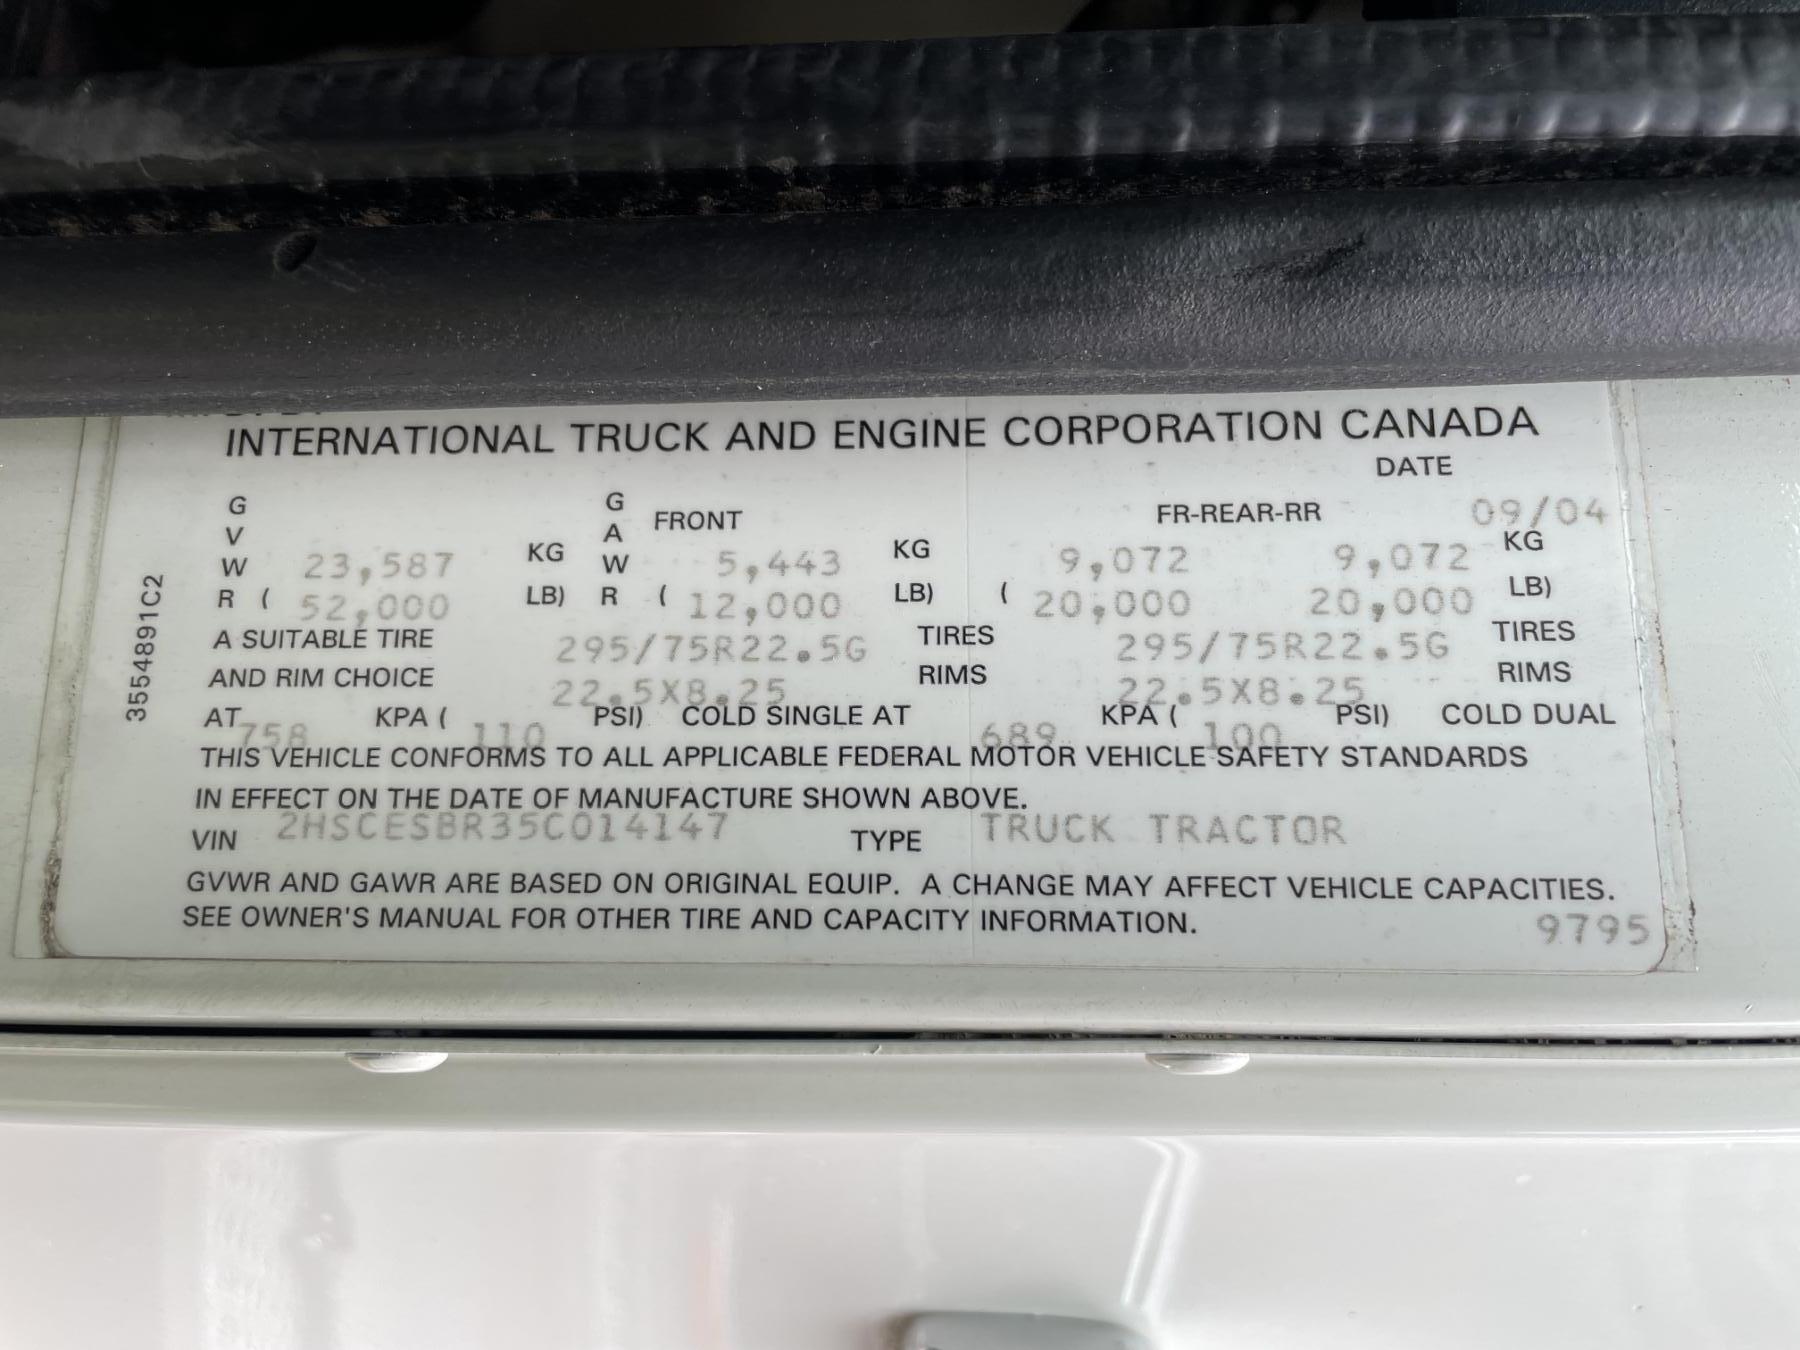 INTERNATIONAL TRUCK AND ENGINE CORPORATION CANADA
DATE
09/04
GVWR 23,587 KG
( 52,000 LB)
GAWR FRONT 5,443 KG
( 12,000 LB)
FR-REAR-RR 9,072 9,072 KG
( 20,000 20,000 LB)
A SUITABLE TIRE 295/75R22.5G TIRES 295/75R22.5G TIRES
AND RIM CHOICE 22.5X8.25 RIMS 22.5X8.25 RIMS
AT 758 KPA ( 110 PSI) COLD SINGLE AT 689 KPA ( 100 PSI) COLD DUAL
THIS VEHICLE CONFORMS TO ALL APPLICABLE FEDERAL MOTOR VEHICLE SAFETY STANDARDS
IN EFFECT ON THE DATE OF MANUFACTURE SHOWN ABOVE.
VIN 2HSCESBR35C014147 TYPE TRUCK TRACTOR
GVWR AND GAWR ARE BASED ON ORIGINAL EQUIP. A CHANGE MAY AFFECT VEHICLE CAPACITIES.
SEE OWNER'S MANUAL FOR OTHER TIRE AND CAPACITY INFORMATION.
9795
3554891C2